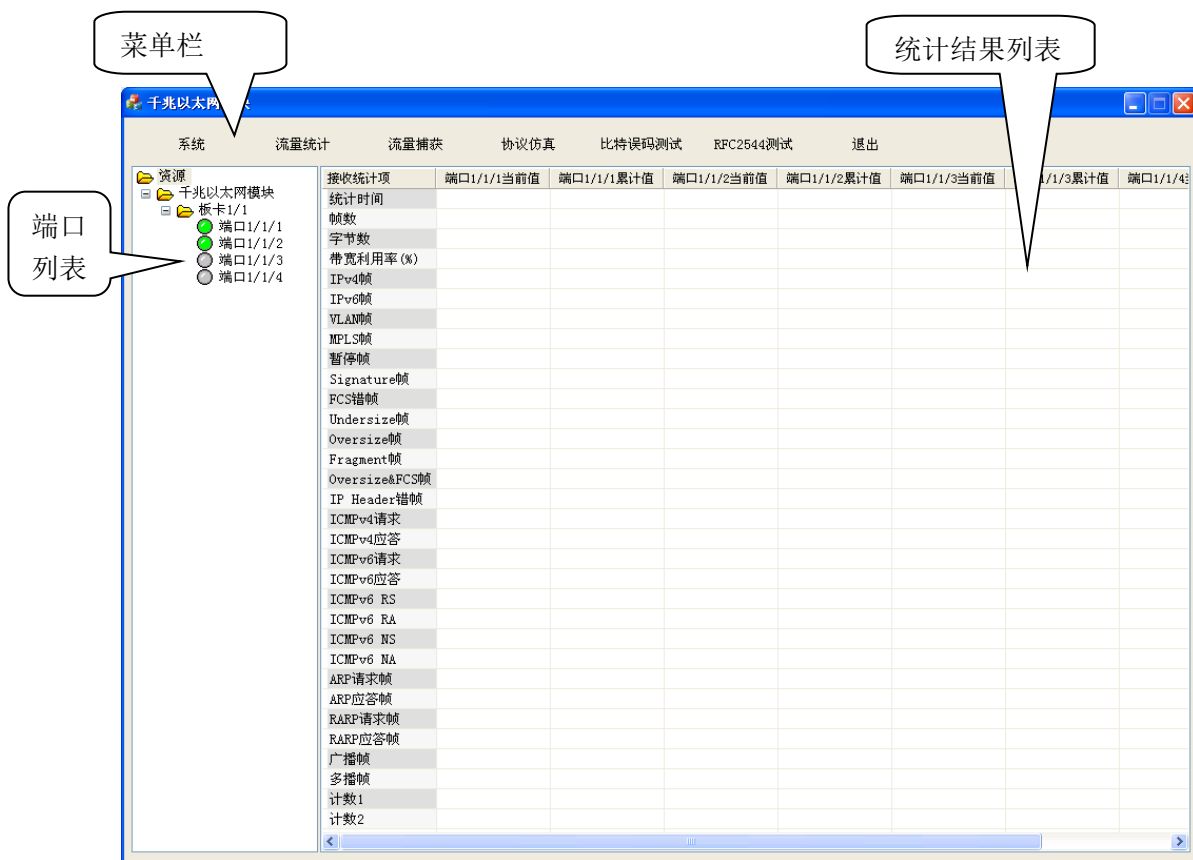 菜单栏
统计结果列表
千兆以太网
系统 流量统计 流量捕获 协议仿真 比特误码测试 RFC2544测试 退出
端口
列表
资源
千兆以太网模块
板卡1/1
端口1/1/1
端口1/1/2
端口1/1/3
端口1/1/4
接收统计项 端口1/1/1当前值 端口1/1/1累计值 端口1/1/2当前值 端口1/1/2累计值 端口1/1/3当前值 1/1/3累计值 端口1/1/4
统计时间
帧数
字节数
带宽利用率(%)
IPv4帧
IPv6帧
VLAN帧
MPLS帧
暂停帧
Signature帧
FCS错帧
Undersize帧
Oversize帧
Fragment帧
Oversize&FCS帧
IP Header错帧
ICMPv4请求
ICMPv4应答
ICMPv6请求
ICMPv6应答
ICMPv6 RS
ICMPv6 RA
ICMPv6 NS
ICMPv6 NA
ARP请求帧
ARP应答帧
RARP请求帧
RARP应答帧
广播帧
多播帧
计数1
计数2